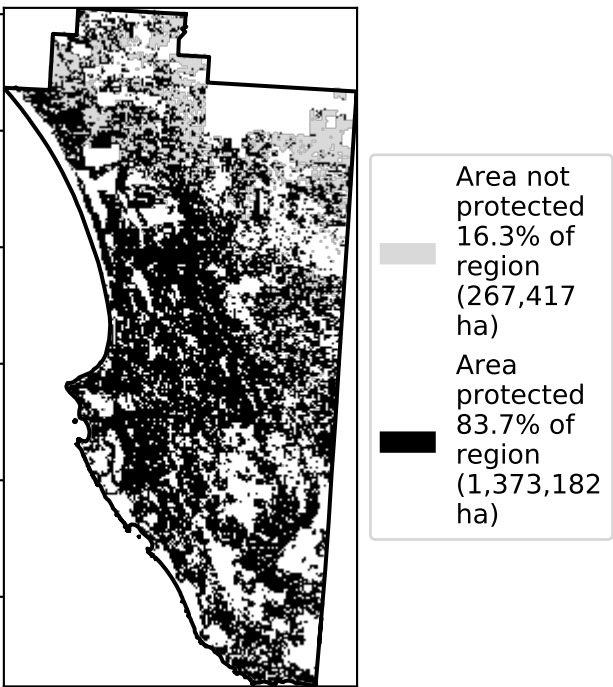 Area not
protected
16.3% of
region
(267,417
ha)
Area
protected
83.7% of
region
(1,373,182
ha)